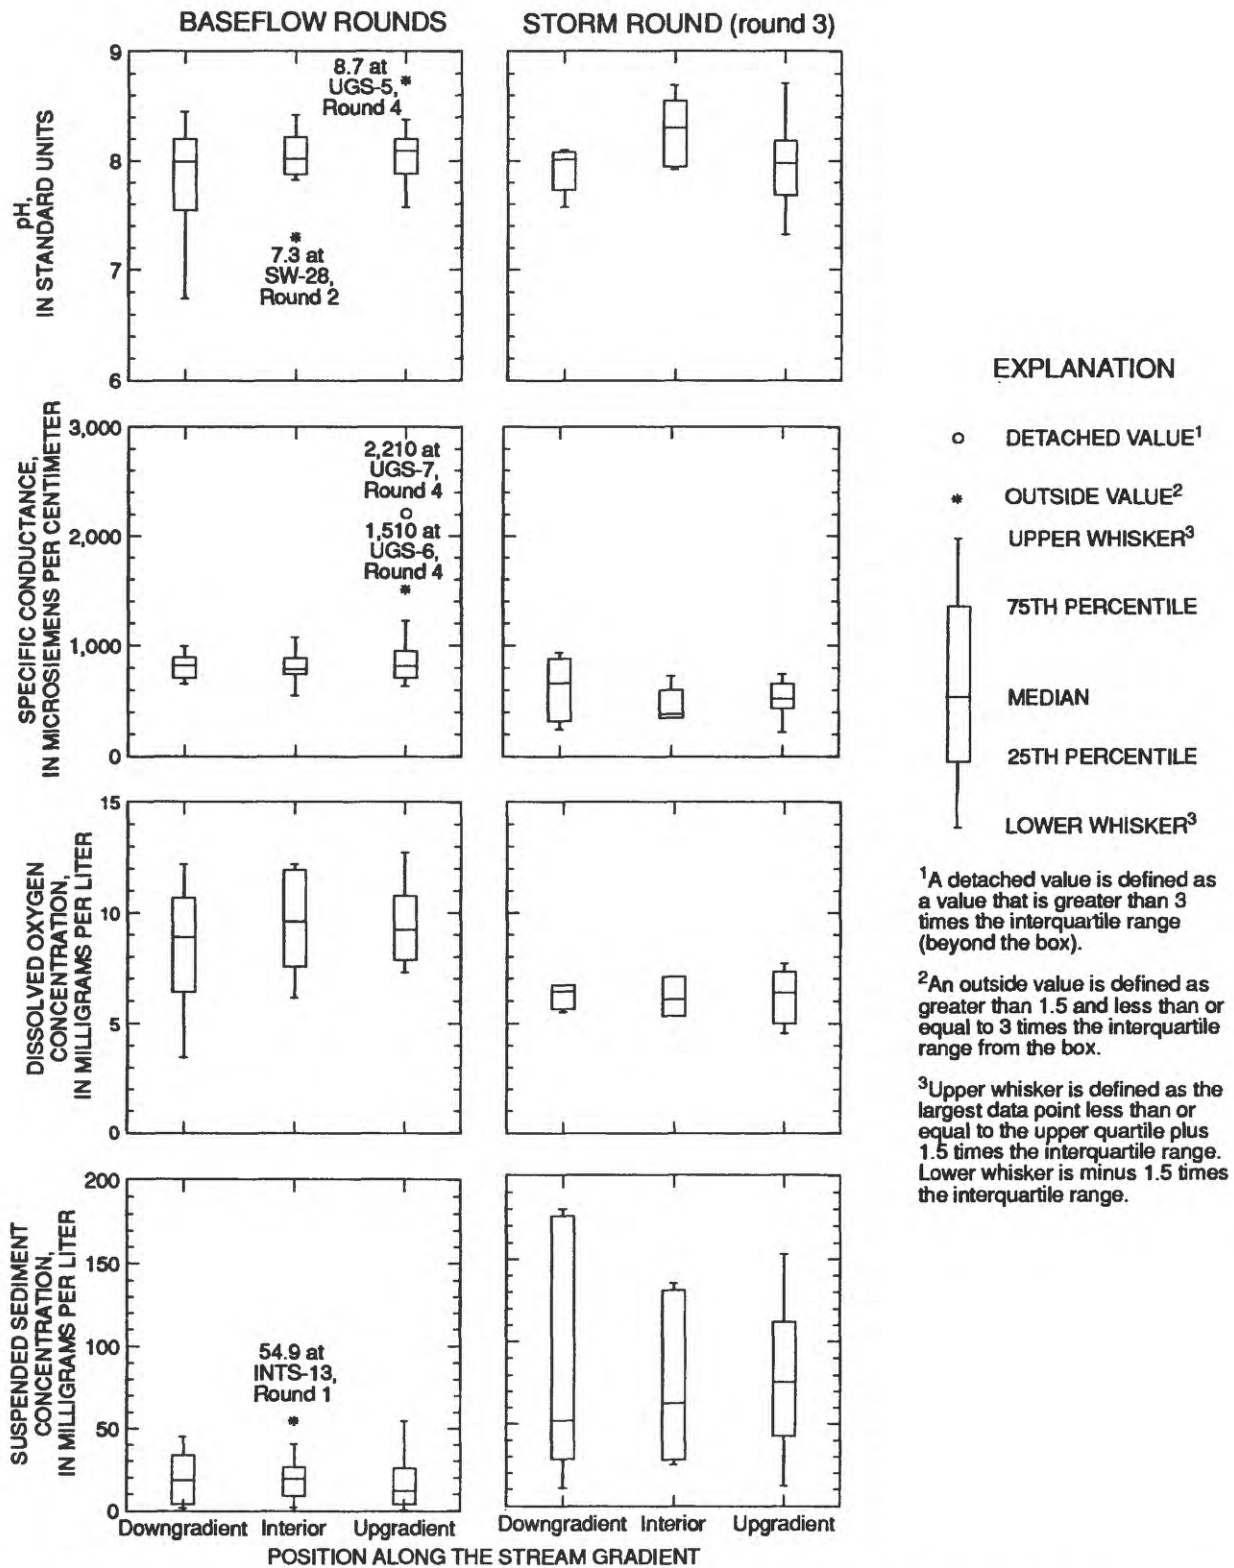 BASEFLOW ROUNDS
STORM ROUND (round 3)
pH,
IN STANDARD UNITS
9
8
7
6
8.7 at
UGS-5,
Round 4
7.3 at
SW-28,
Round 2
SPECIFIC CONDUCTANCE,
IN MICROSIEMENS PER CENTIMETER
3,000
2,000
1,000
0
2,210 at
UGS-7,
Round 4
1,510 at
UGS-6,
Round 4
DISSOLVED OXYGEN
CONCENTRATION,
IN MILLIGRAMS PER LITER
15
10
5
0
SUSPENDED SEDIMENT
CONCENTRATION,
IN MILLIGRAMS PER LITER
200
150
100
50
0
54.9 at
INTS-13,
Round 1
Downgradient Interior Upgradient
Downgradient Interior Upgradient
POSITION ALONG THE STREAM GRADIENT
EXPLANATION
DETACHED VALUE¹
OUTSIDE VALUE²
UPPER WHISKER³
75TH PERCENTILE
MEDIAN
25TH PERCENTILE
LOWER WHISKER³
¹A detached value is defined as
a value that is greater than 3
times the interquartile range
(beyond the box).
²An outside value is defined as
greater than 1.5 and less than or
equal to 3 times the interquartile
range from the box.
³Upper whisker is defined as the
largest data point less than or
equal to the upper quartile plus
1.5 times the interquartile range.
Lower whisker is minus 1.5 times
the interquartile range.